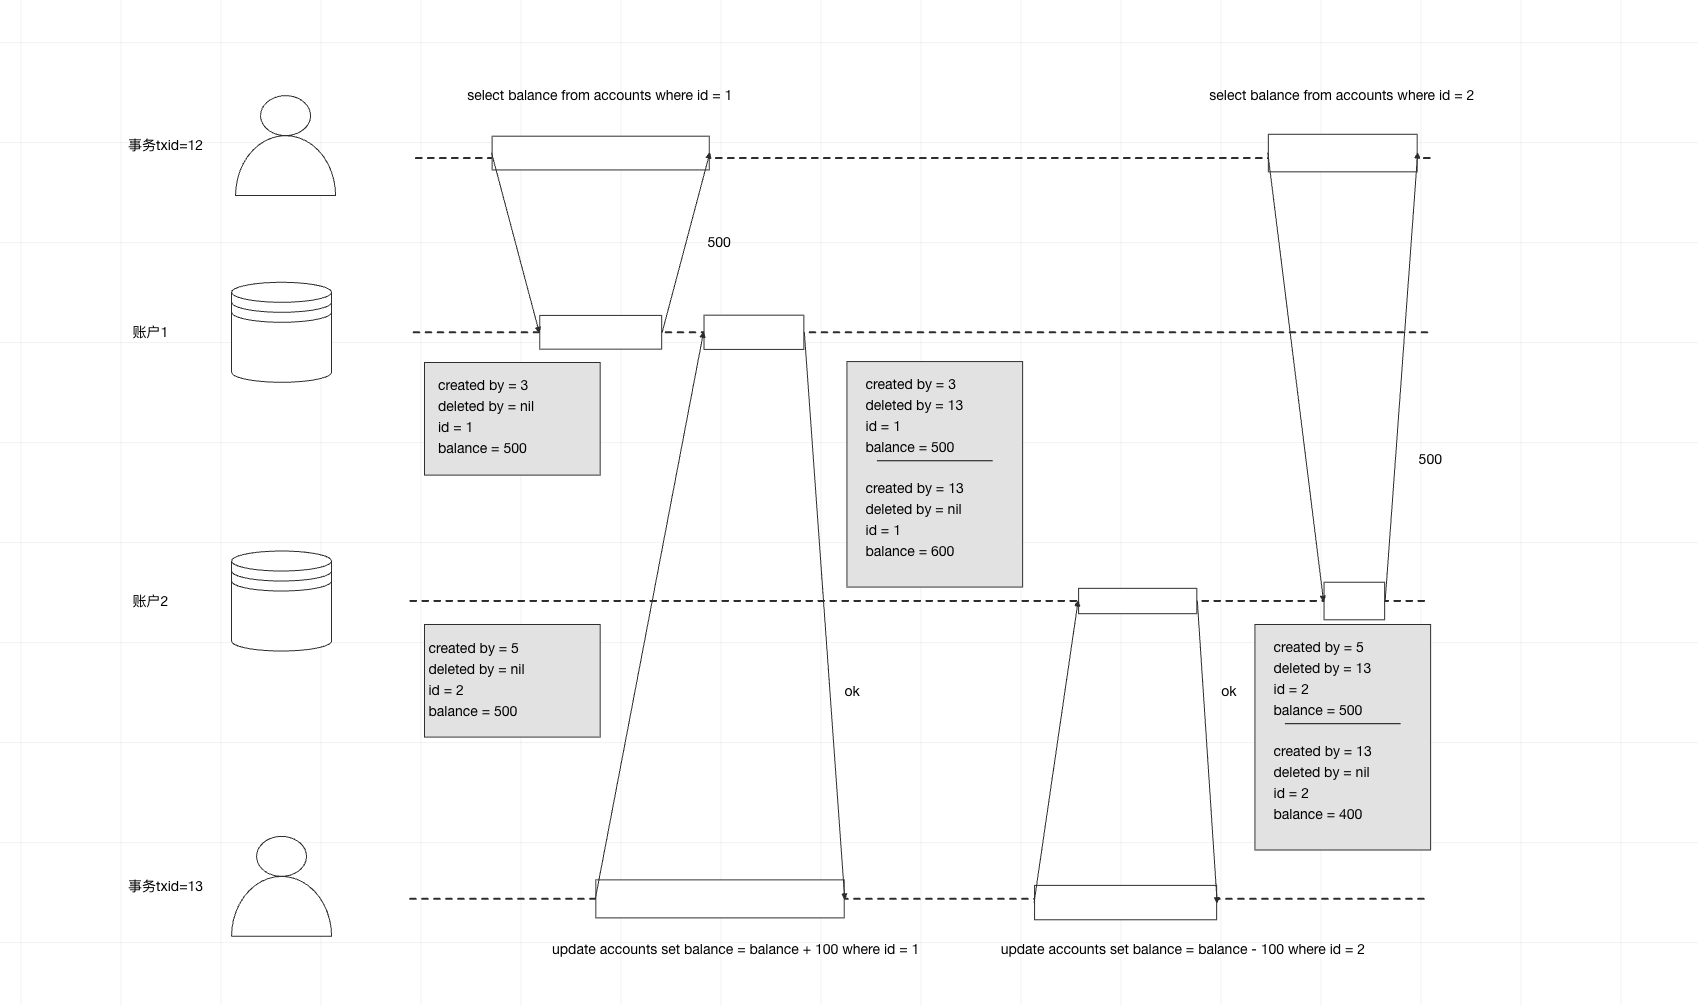 select balance from accounts where id = 1
select balance from accounts where id = 2
事务txid=12
500
账户1
created by = 3
deleted by = nil
id = 1
balance = 500
created by = 3
deleted by = 13
id = 1
balance = 500
created by = 13
deleted by = nil
id = 1
balance = 600
500
账户2
created by = 5
deleted by = nil
id = 2
balance = 500
ok
ok
created by = 5
deleted by = 13
id = 2
balance = 500
created by = 13
deleted by = nil
id = 2
balance = 400
事务txid=13
update accounts set balance = balance + 100 where id = 1
update accounts set balance = balance - 100 where id = 2